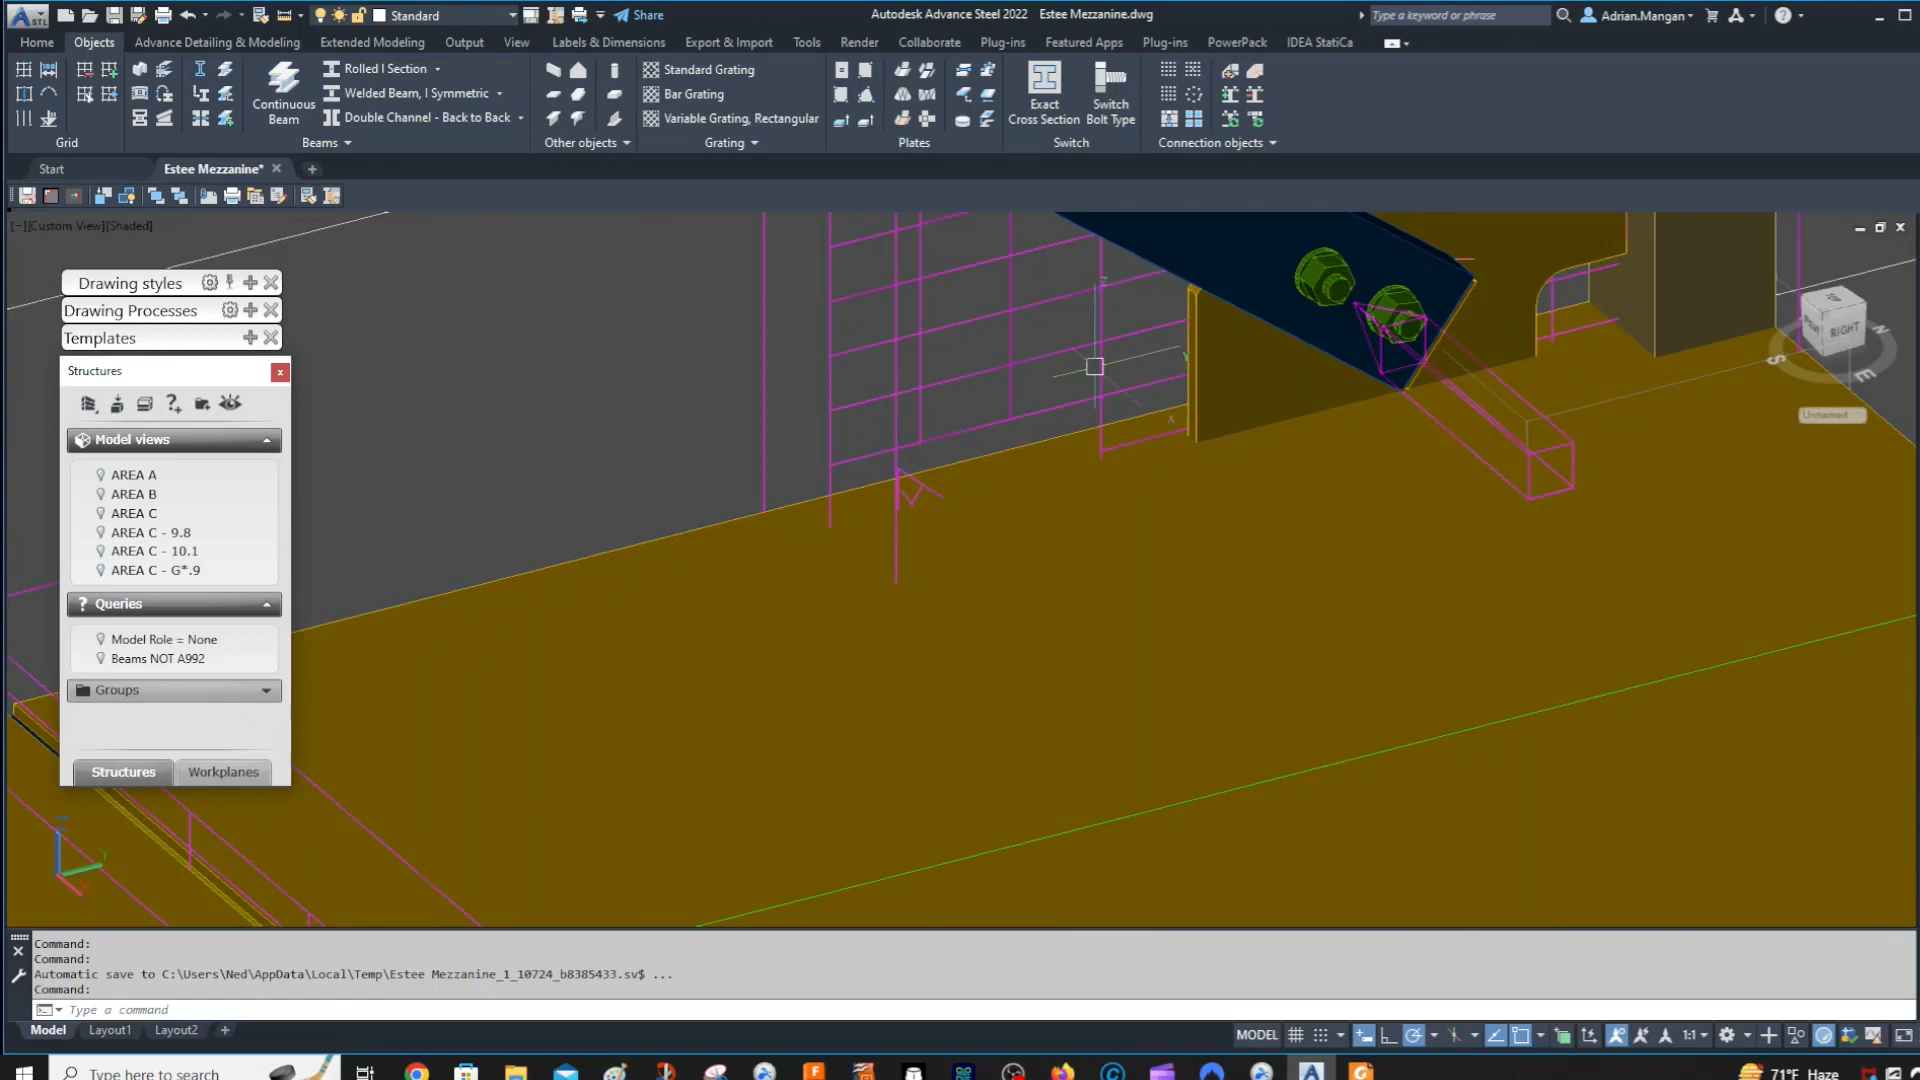 STL
Standard
Share
Autodesk Advance Steel 2022 Estee Mezzanine.dwg
Type a keyword or phrase
Adrian.Mangan
Home Objects Advance Detailing & Modeling Extended Modeling Output View Labels & Dimensions Export & Import Tools Render Collaborate Plug-ins Featured Apps Plug-ins PowerPack IDEA StatiCa
Rolled I Section
Welded Beam, I Symmetric
Double Channel - Back to Back
Continuous
Beam
Standard Grating
Bar Grating
Variable Grating, Rectangular
Exact
Cross Section
Switch
Bolt Type
Grid Beams Other objects Grating Plates Switch Connection objects
Start Estee Mezzanine*
[−][Custom View][Shaded]
Drawing styles
Drawing Processes
Templates
Structures
Model views
AREA A
AREA B
AREA C
AREA C - 9.8
AREA C - 10.1
AREA C - G*.9
? Queries
Model Role = None
Beams NOT A992
Groups
Structures Workplanes
Z
Y
X
RIGHT
S
E
N
Unnamed
Z
Y
X
Command:
Command:
Automatic save to C:\Users\Ned\AppData\Local\Temp\Estee Mezzanine_1_10724_b8385433.sv$ ...
Command:
Type a command
Model Layout1 Layout2 +
MODEL
1:1
Type here to search
71°F Haze